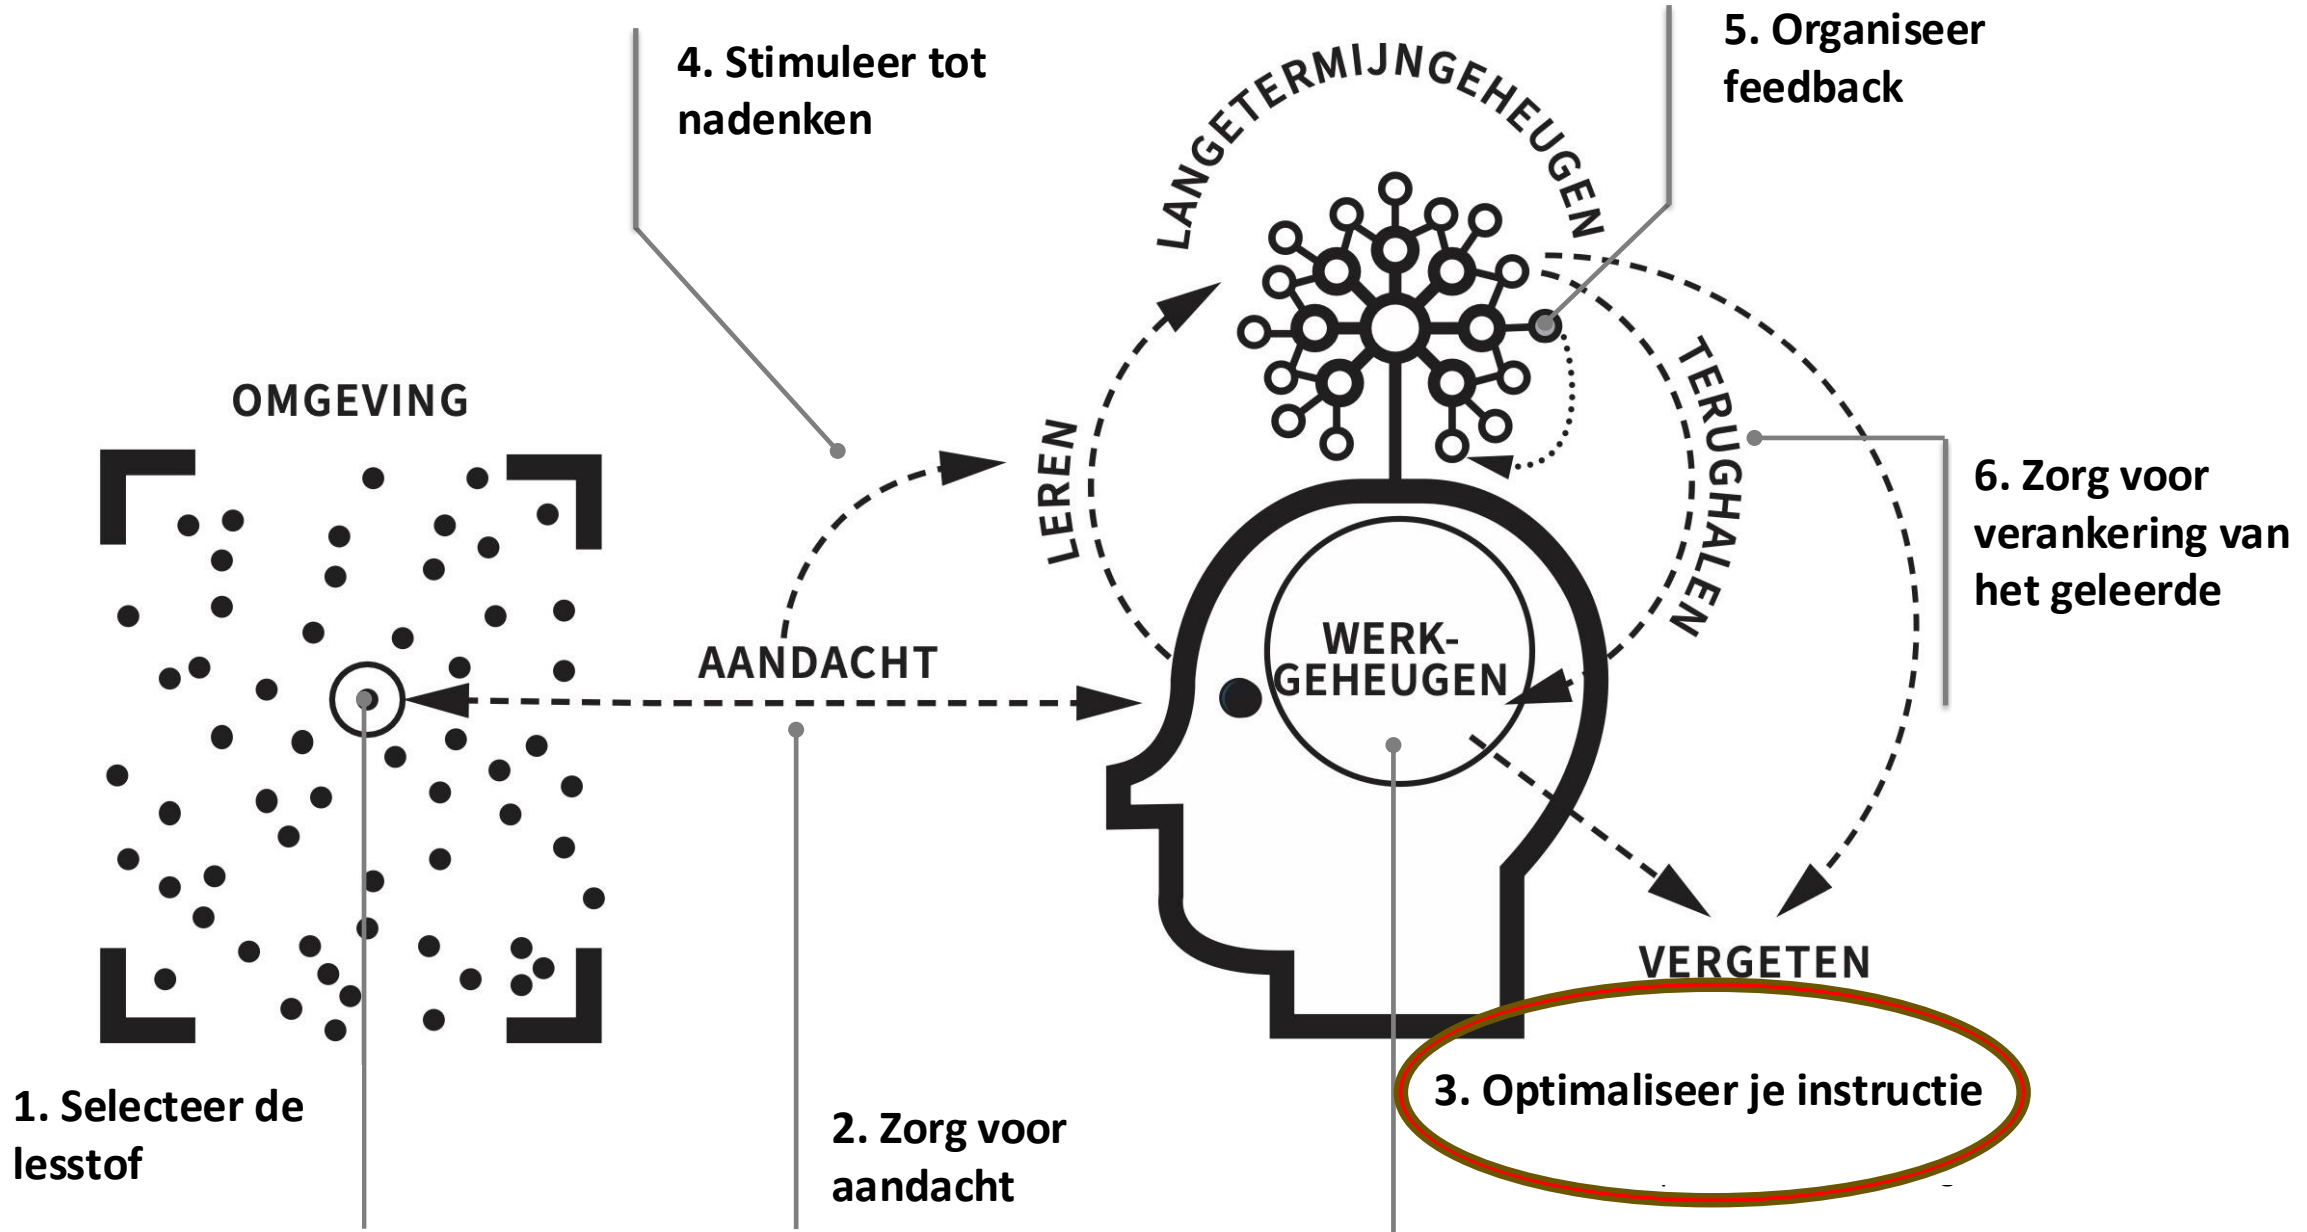 4. Stimuleer tot
nadenken
5. Organiseer
feedback
LANGETERMIJNGEHEUGEN
OMGEVING
LEREN
TERUGHALEN
6. Zorg voor
verankering van
het geleerde
AANDACHT
WERK-
GEHEUGEN
VERGETEN
1. Selecteer de
lesstof
2. Zorg voor
aandacht
3. Optimaliseer je instructie